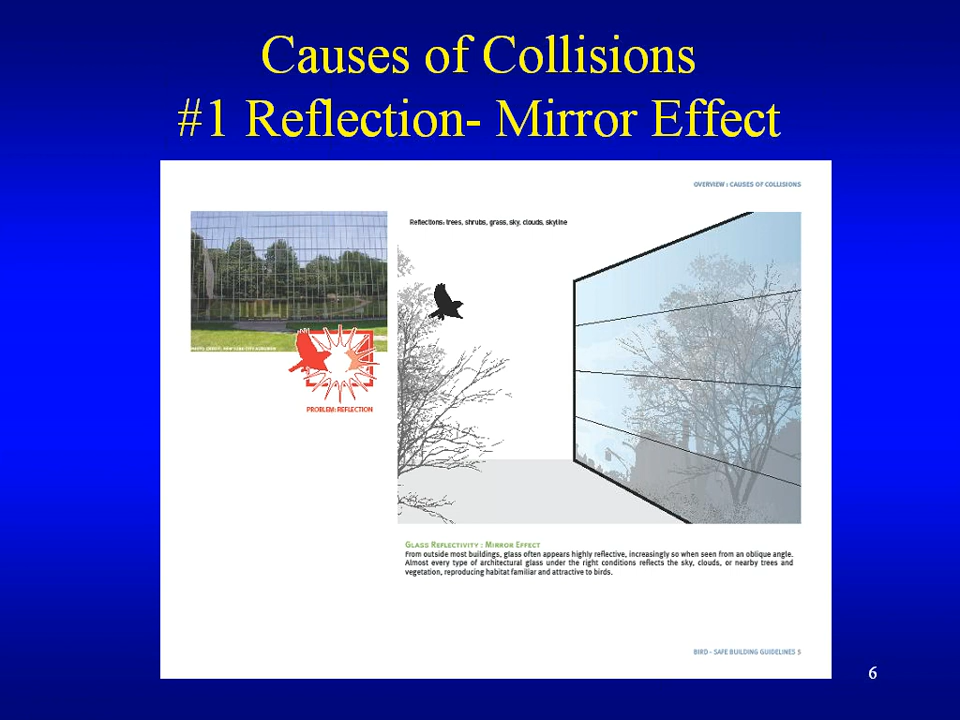 Causes of Collisions
#1 Reflection- Mirror Effect
OVERVIEW : CAUSES OF COLLISIONS
Reflections: trees, shrubs, grass, sky, clouds, skyline
PROBLEM: REFLECTION
GLASS REFLECTIVITY : MIRROR EFFECT
From outside most buildings, glass often appears highly reflective, increasingly so when seen from an oblique angle.
Almost every type of architectural glass under the right conditions reflects the sky, clouds, or nearby trees and
vegetation, reproducing habitat familiar and attractive to birds.
BIRD - SAFE BUILDING GUIDELINES 5
6